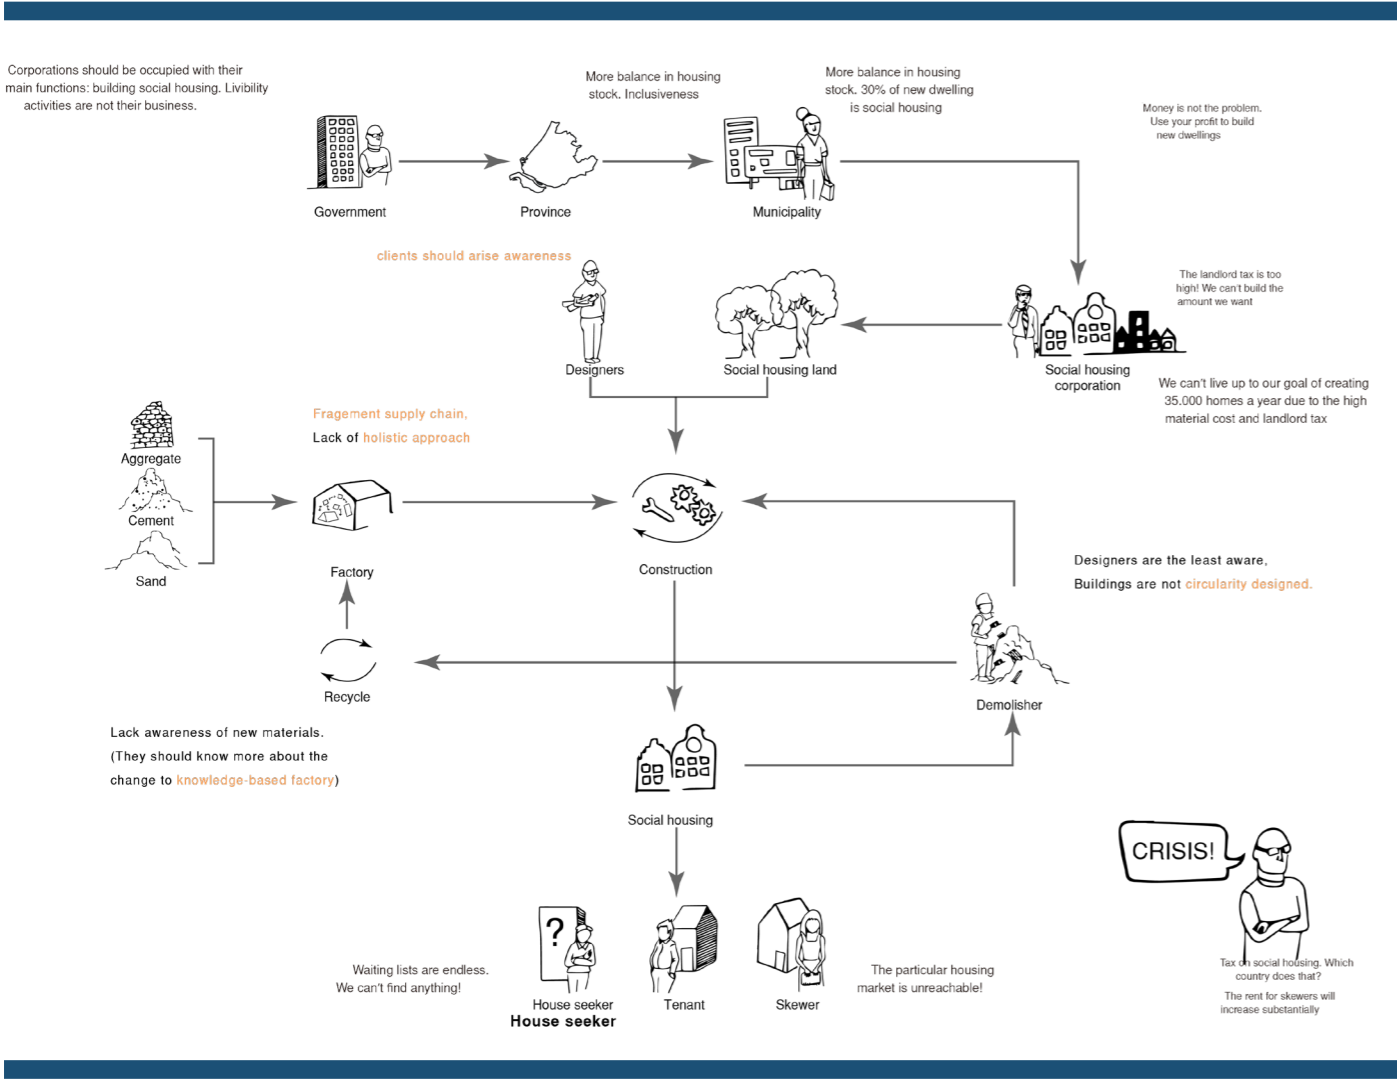 Corporations should be occupied with their
main functions: building social housing. Livibility
activities are not their business.
More balance in housing
stock. Inclusiveness
More balance in housing
stock. 30% of new dwelling
is social housing
Money is not the problem.
Use your profit to build
new dwellings
Government
Province
Municipality
clients should arise awareness
The landlord tax is too
high! We can't build the
amount we want
Designers
Social housing land
Social housing
corporation
We can't live up to our goal of creating
35.000 homes a year due to the high
material cost and landlord tax
Fragement supply chain,
Lack of holistic approach
Aggregate
Cement
Sand
Factory
Construction
Designers are the least aware,
Buildings are not circularity designed.
Recycle
Demolisher
Lack awareness of new materials.
(They should know more about the
change to knowledge-based factory)
Social housing
CRISIS!
Waiting lists are endless.
We can't find anything!
?
House seeker
House seeker
Tenant
Skewer
The particular housing
market is unreachable!
Tax on social housing. Which
country does that?
The rent for skewers will
increase substantially